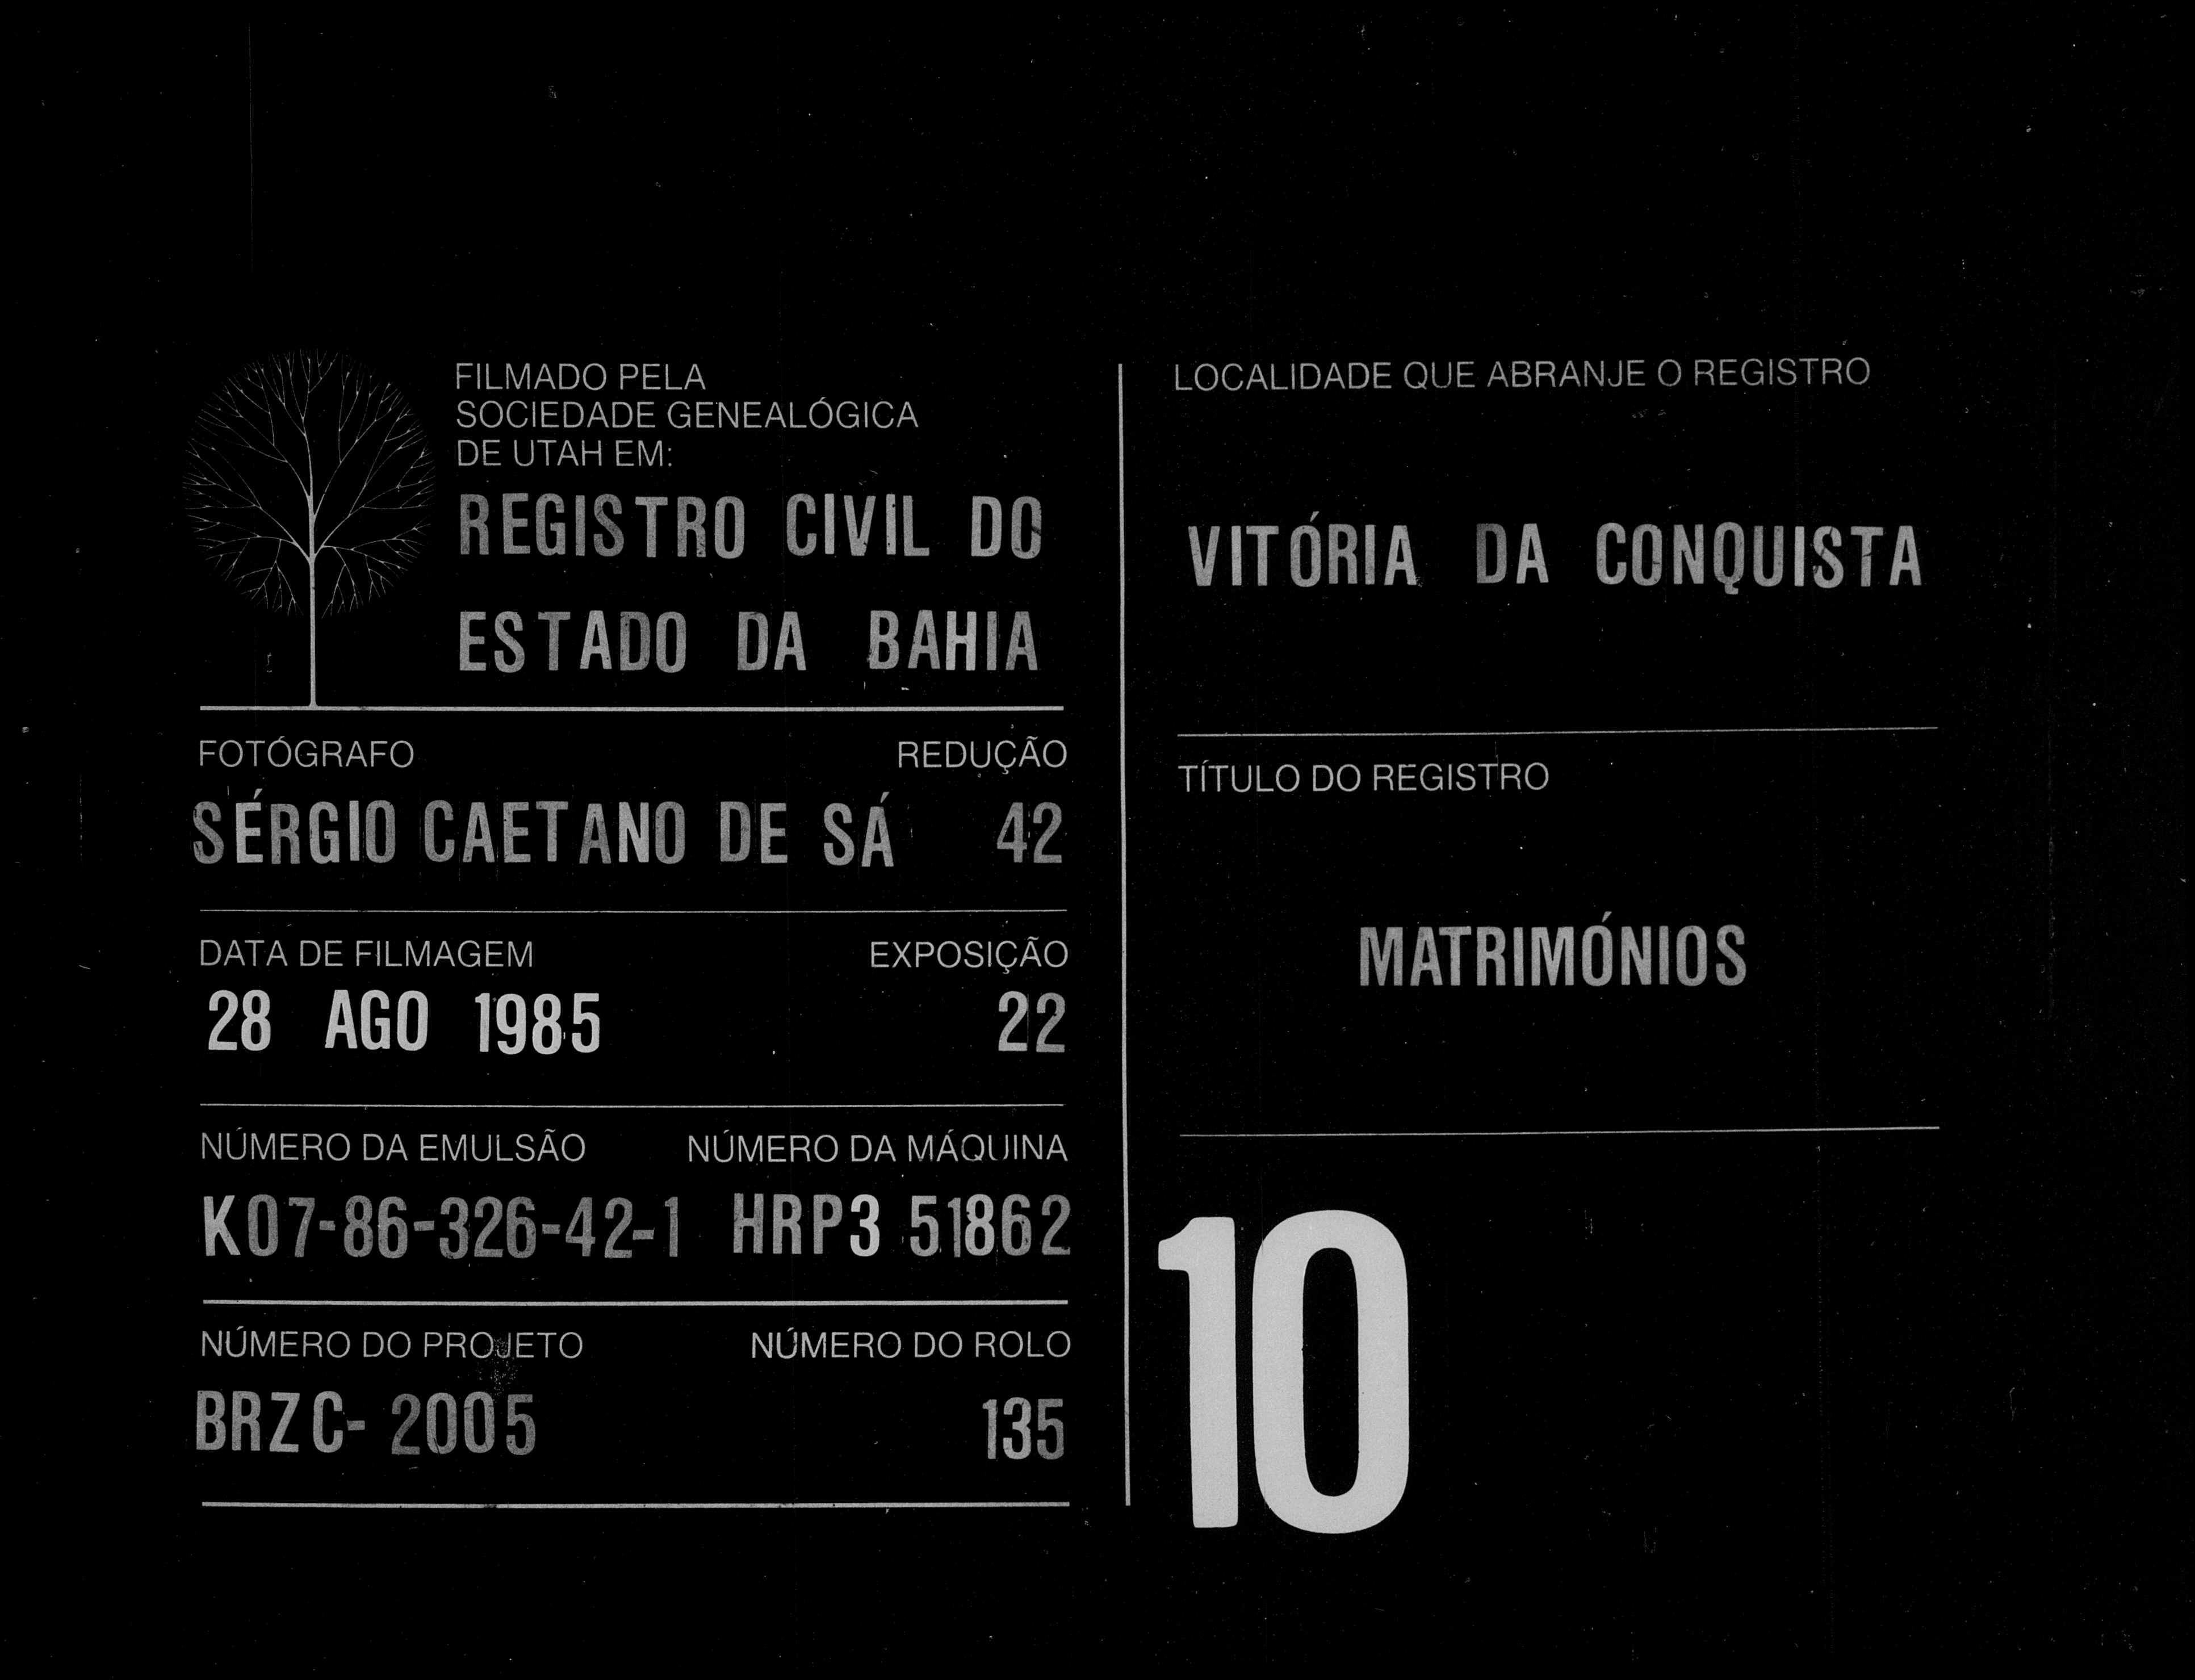 FILMADO PELA
SOCIEDADE GENEALÓGICA
DE UTAH EM:
REGISTRO CIVIL DO
ESTADO DA BAHIA
FOTÓGRAFO REDUÇÃO
SÉRGIO CAETANO DE SÁ 42
DATA DE FILMAGEM EXPOSIÇÃO
28 AGO 1985 22
NÚMERO DA EMULSÃO NÚMERO DA MÁQUINA
K07-86-326-42-1 HRP3 51862
NÚMERO DO PROJETO NÚMERO DO ROLO
BRZC- 2005 135
LOCALIDADE QUE ABRANJE O REGISTRO
VITÓRIA DA CONQUISTA
TÍTULO DO REGISTRO
MATRIMÓNIOS
10